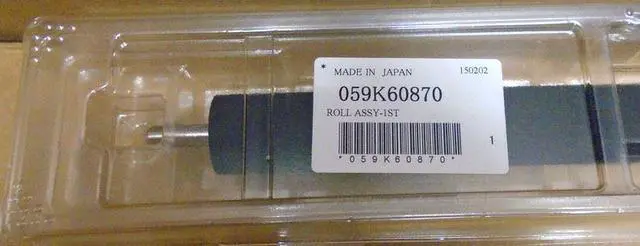 * MADE IN JAPAN 150202
059K60870
ROLL ASSY-1ST
1
*059K60870*